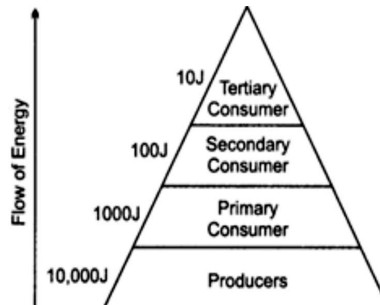 Flow of Energy
10J
Tertiary
Consumer
100J
Secondary
Consumer
1000J
Primary
Consumer
10,000J
Producers